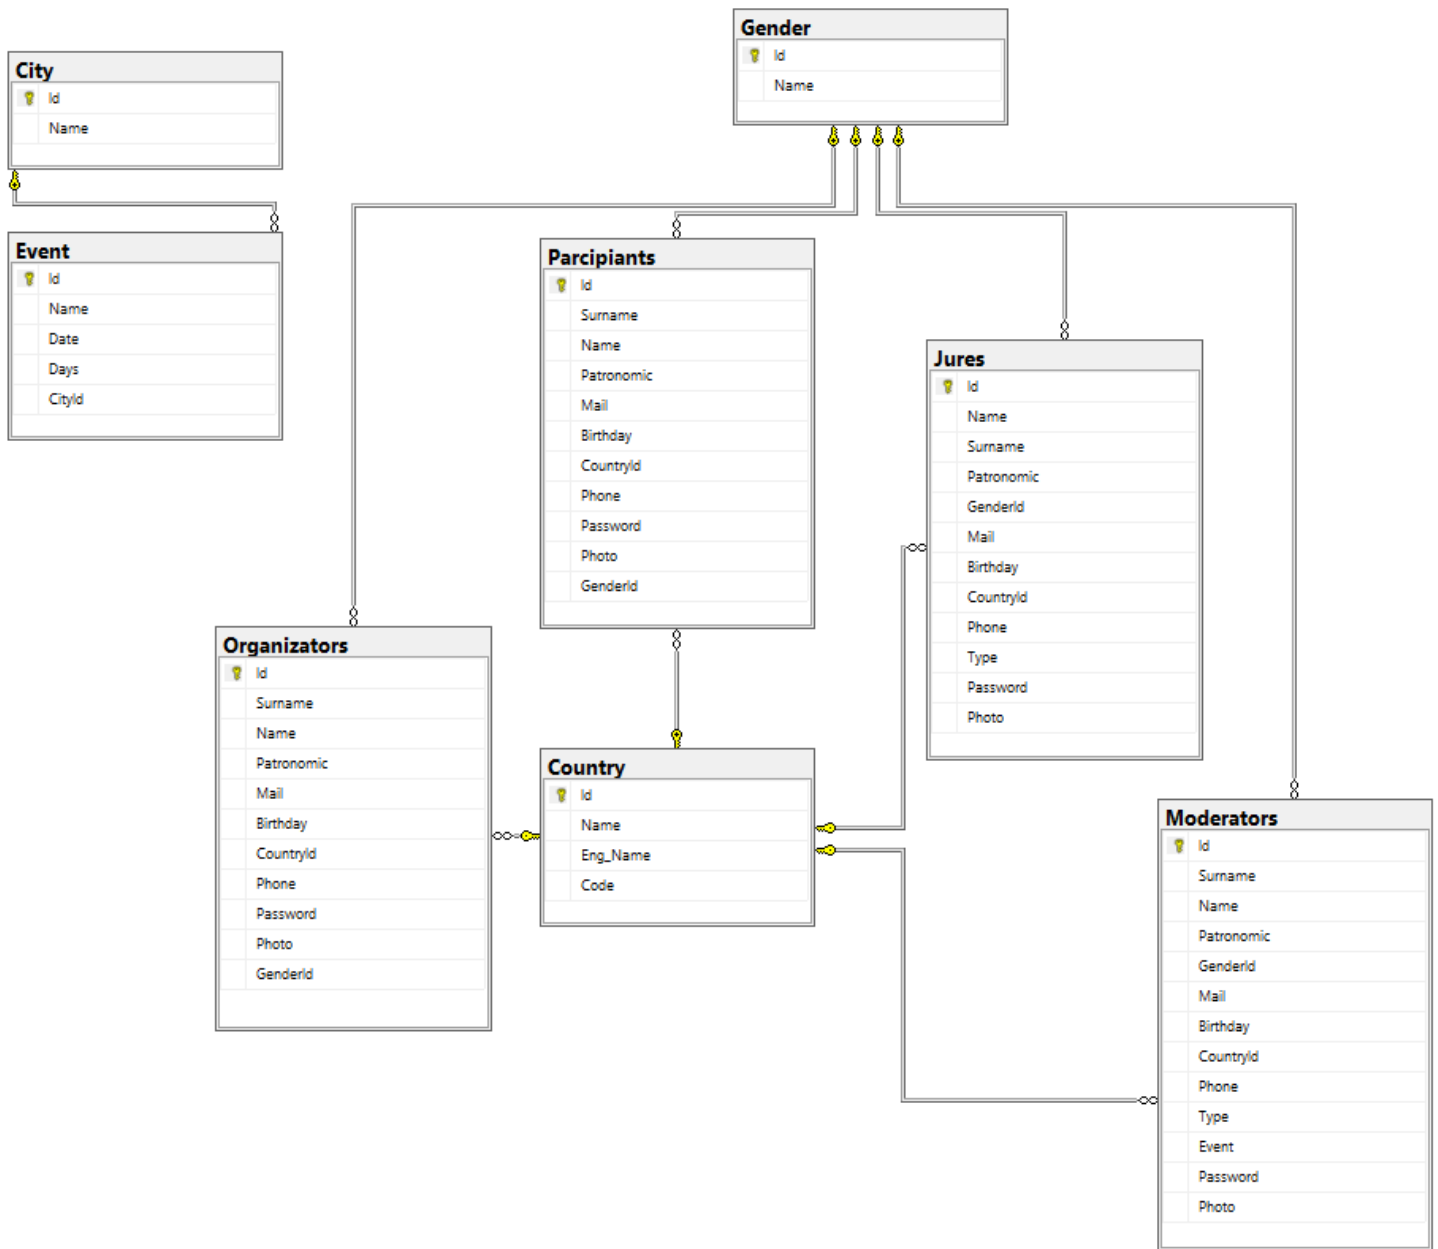 Gender
Id
Name
City
Id
Name
Event
Id
Name
Date
Days
CityId
Parcipiants
Id
Surname
Name
Patronomic
Mail
Birthday
CountryId
Phone
Password
Photo
GenderId
Jures
Id
Name
Surname
Patronomic
GenderId
Mail
Birthday
CountryId
Phone
Type
Password
Photo
Organizators
Id
Surname
Name
Patronomic
Mail
Birthday
CountryId
Phone
Password
Photo
GenderId
Country
Id
Name
Eng_Name
Code
Moderators
Id
Surname
Name
Patronomic
GenderId
Mail
Birthday
CountryId
Phone
Type
Event
Password
Photo